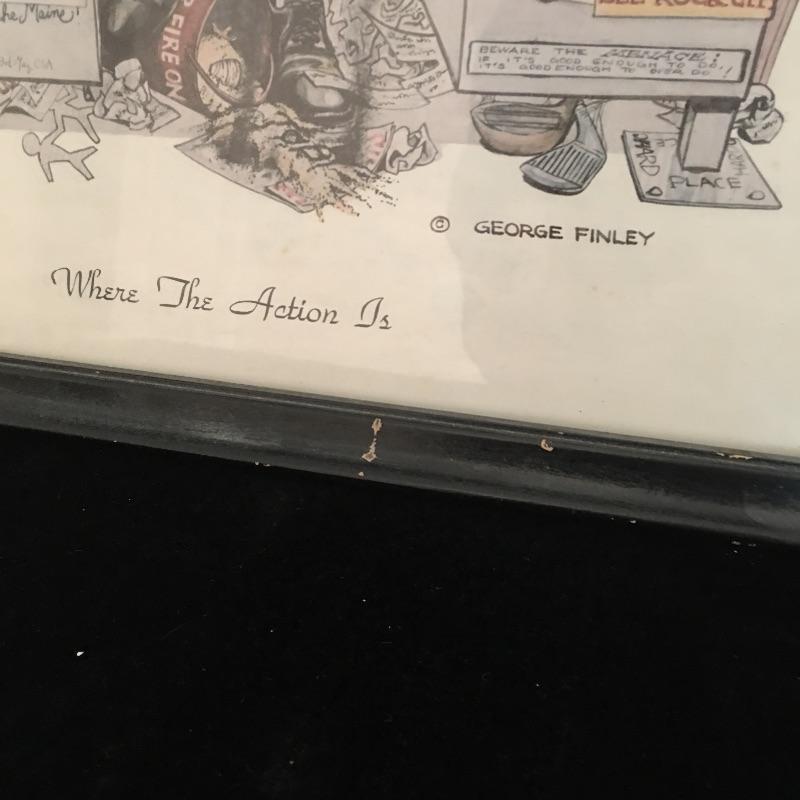 he Maine!
FIRE ON
BEWARE THE MENACE!
IF IT'S GOOD ENOUGH TO DO,
IT'S GOOD ENOUGH TO OVER DO!!
PLACE
© GEORGE FINLEY
Where The Action Is